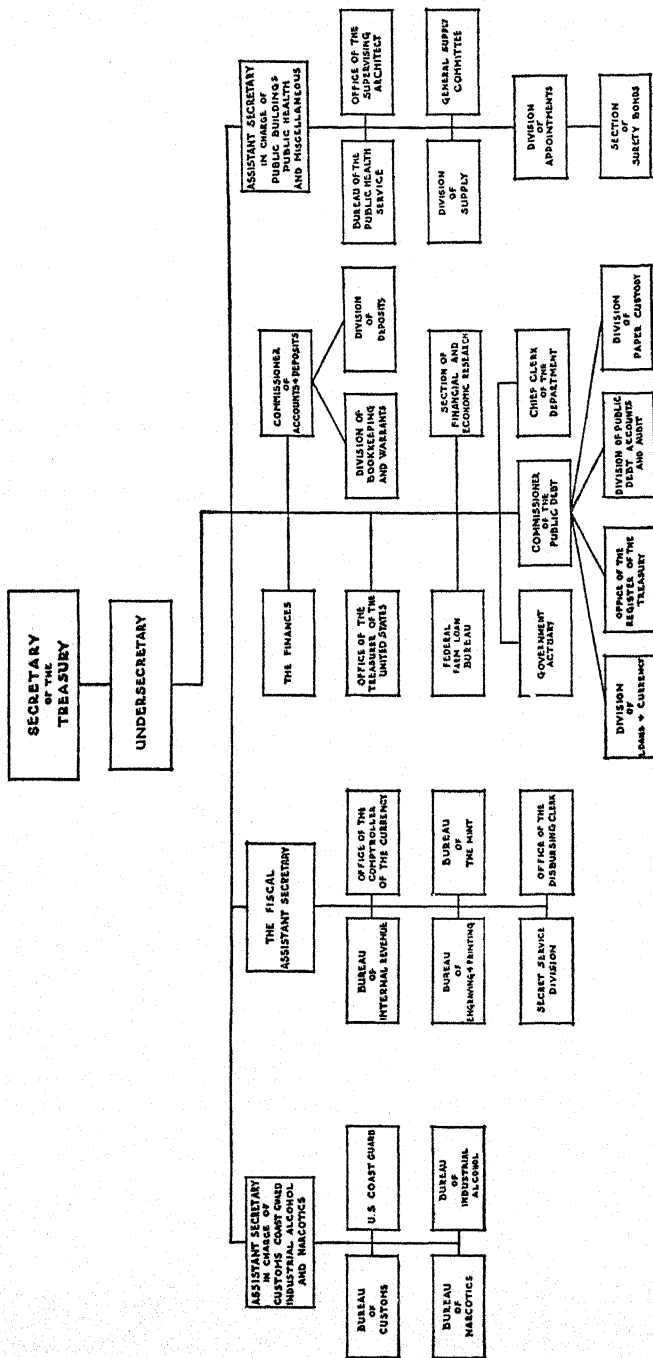 SECRETARY
OF THE
TREASURY
UNDERSECRETARY
ASSISTANT SECRETARY
IN CHARGE OF
CUSTOMS COAST GUARD
INDUSTRIAL ALCOHOL
AND NARCOTICS
BUREAU
OF
CUSTOMS
U.S. COAST GUARD
BUREAU
OF
NARCOTICS
BUREAU
OF
INDUSTRIAL
ALCOHOL
THE FISCAL
ASSISTANT SECRETARY
BUREAU
OF
INTERNAL REVENUE
OFFICE OF THE
COMPTROLLER
OF THE CURRENCY
BUREAU
OF
ENGRAVING & PRINTING
BUREAU
OF
THE MINT
SECRET SERVICE
DIVISION
OFFICE OF THE
DISBURSING CLERK
THE FINANCES
COMMISSIONER
OF
ACCOUNTS & DEPOSITS
DIVISION OF
BOOKKEEPING
AND WARRANTS
DIVISION
OF
DEPOSITS
OFFICE OF THE
TREASURER OF THE
UNITED STATES
FEDERAL
FARM LOAN
BUREAU
SECTION OF
FINANCIAL AND
ECONOMIC RESEARCH
GOVERNMENT
ACTUARY
COMMISSIONER
OF THE
PUBLIC DEBT
CHIEF CLERK
OF THE
DEPARTMENT
DIVISION
OF
LOANS & CURRENCY
OFFICE OF THE
REGISTER OF THE
TREASURY
DIVISION OF PUBLIC
DEBT ACCOUNTS
AND AUDIT
DIVISION
OF
PAPER CUSTODY
ASSISTANT SECRETARY
IN CHARGE OF
PUBLIC BUILDINGS
PUBLIC HEALTH
AND MISCELLANEOUS
BUREAU OF THE
PUBLIC HEALTH
SERVICE
OFFICE OF THE
SUPERVISING
ARCHITECT
DIVISION
OF
SUPPLY
GENERAL SUPPLY
COMMITTEE
DIVISION
OF
APPOINTMENTS
SECTION
OF
SURETY BONDS